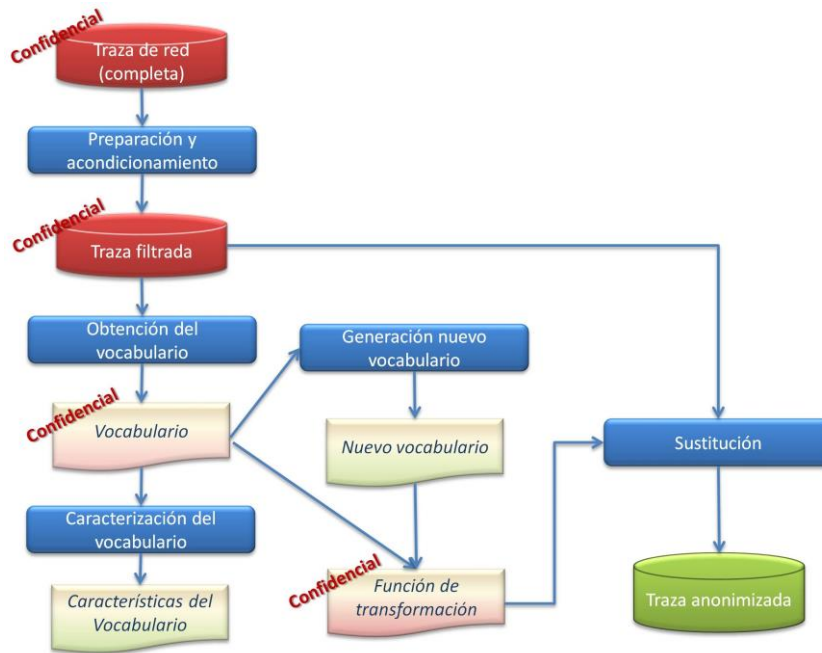 Confidencial
Traza de red
(completa)
Preparación y
acondicionamiento
Confidencial
Traza filtrada
Obtención del
vocabulario
Generación nuevo
vocabulario
Confidencial
Vocabulario
Nuevo vocabulario
Sustitución
Caracterización del
vocabulario
Confidencial
Función de
transformación
Características del
Vocabulario
Traza anonimizada